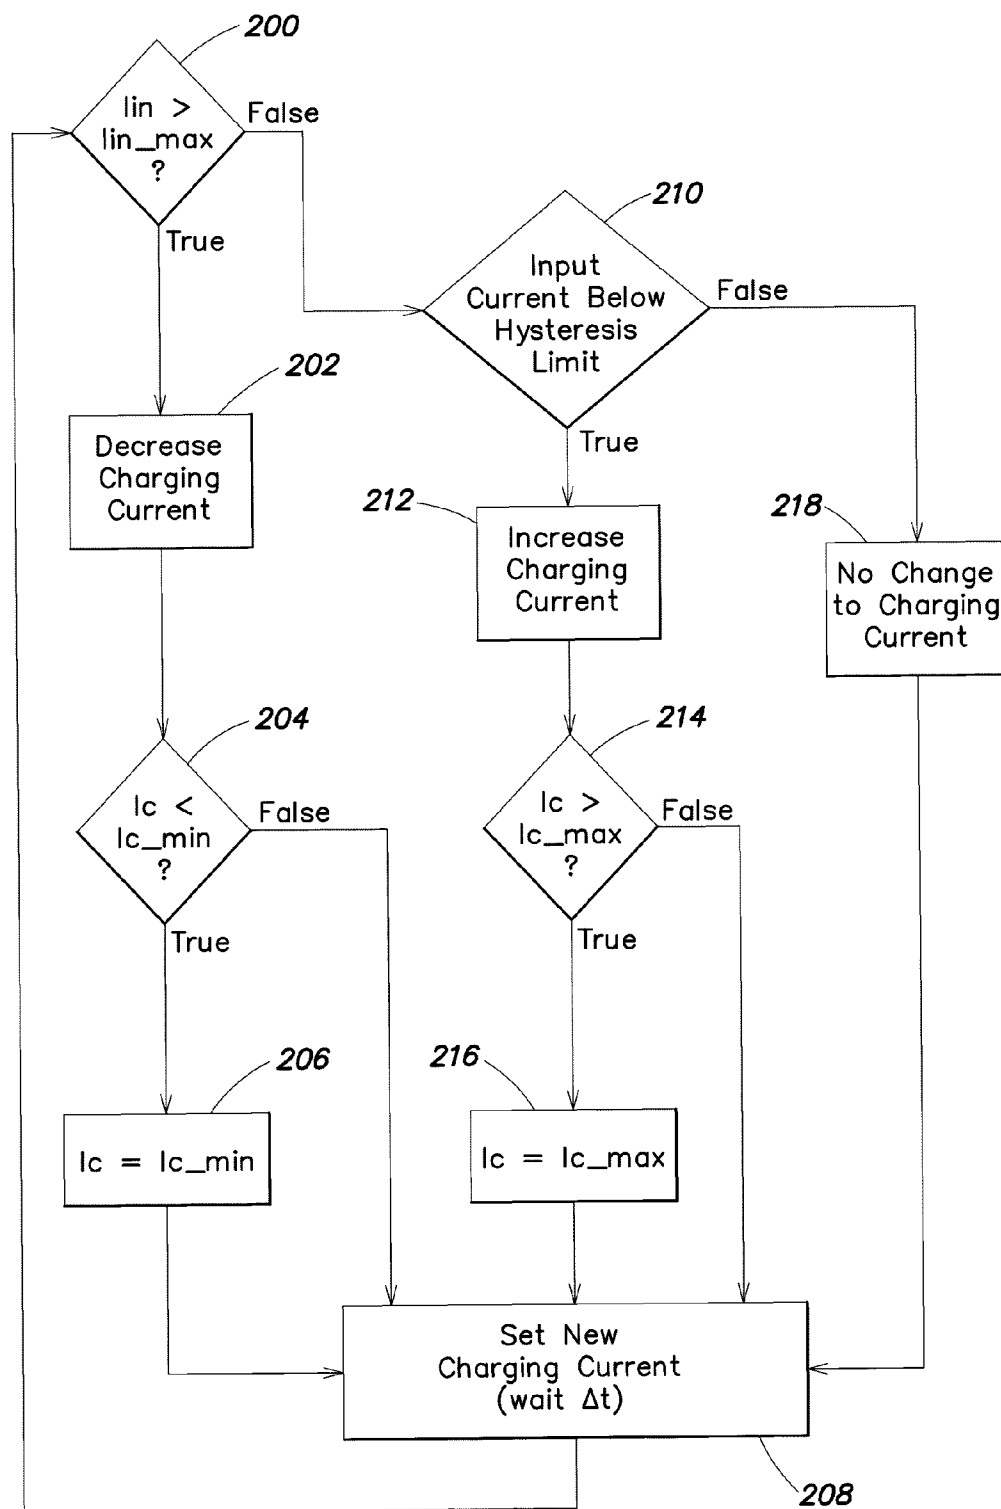 200
Iin >
Iin_max
?
False
True
210
Input
Current Below
Hysteresis
Limit
False
True
202
Decrease
Charging
Current
212
Increase
Charging
Current
218
No Change
to Charging
Current
204
Ic <
Ic_min
?
False
True
214
Ic >
Ic_max
?
False
True
206
Ic = Ic_min
216
Ic = Ic_max
Set New
Charging Current
(wait Δt)
208